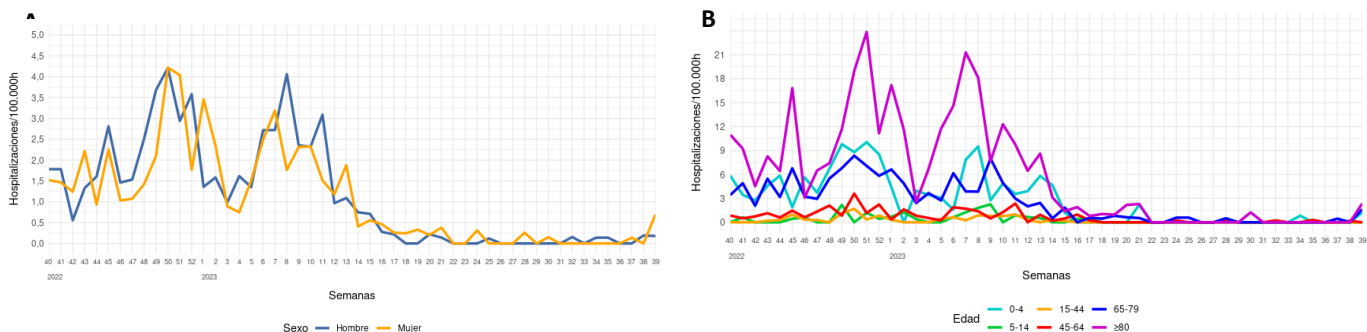 A
Hospitalizaciones/100.000h
5,0
4,5
4,0
3,5
3,0
2,5
2,0
1,5
1,0
0,5
0,0
40 41 42 43 44 45 46 47 48 49 50 51 52 1 2 3 4 5 6 7 8 9 10 11 12 13 14 15 16 17 18 19 20 21 22 23 24 25 26 27 28 29 30 31 32 33 34 35 36 37 38 39
2022 2023
Semanas
Sexo Hombre Mujer
B
Hospitalizaciones/100.000h
21
18
15
12
9
6
3
0
40 41 42 43 44 45 46 47 48 49 50 51 52 1 2 3 4 5 6 7 8 9 10 11 12 13 14 15 16 17 18 19 20 21 22 23 24 25 26 27 28 29 30 31 32 33 34 35 36 37 38 39
2022 2023
Semanas
Edad 0-4 15-44 65-79
5-14 45-64 ≥80